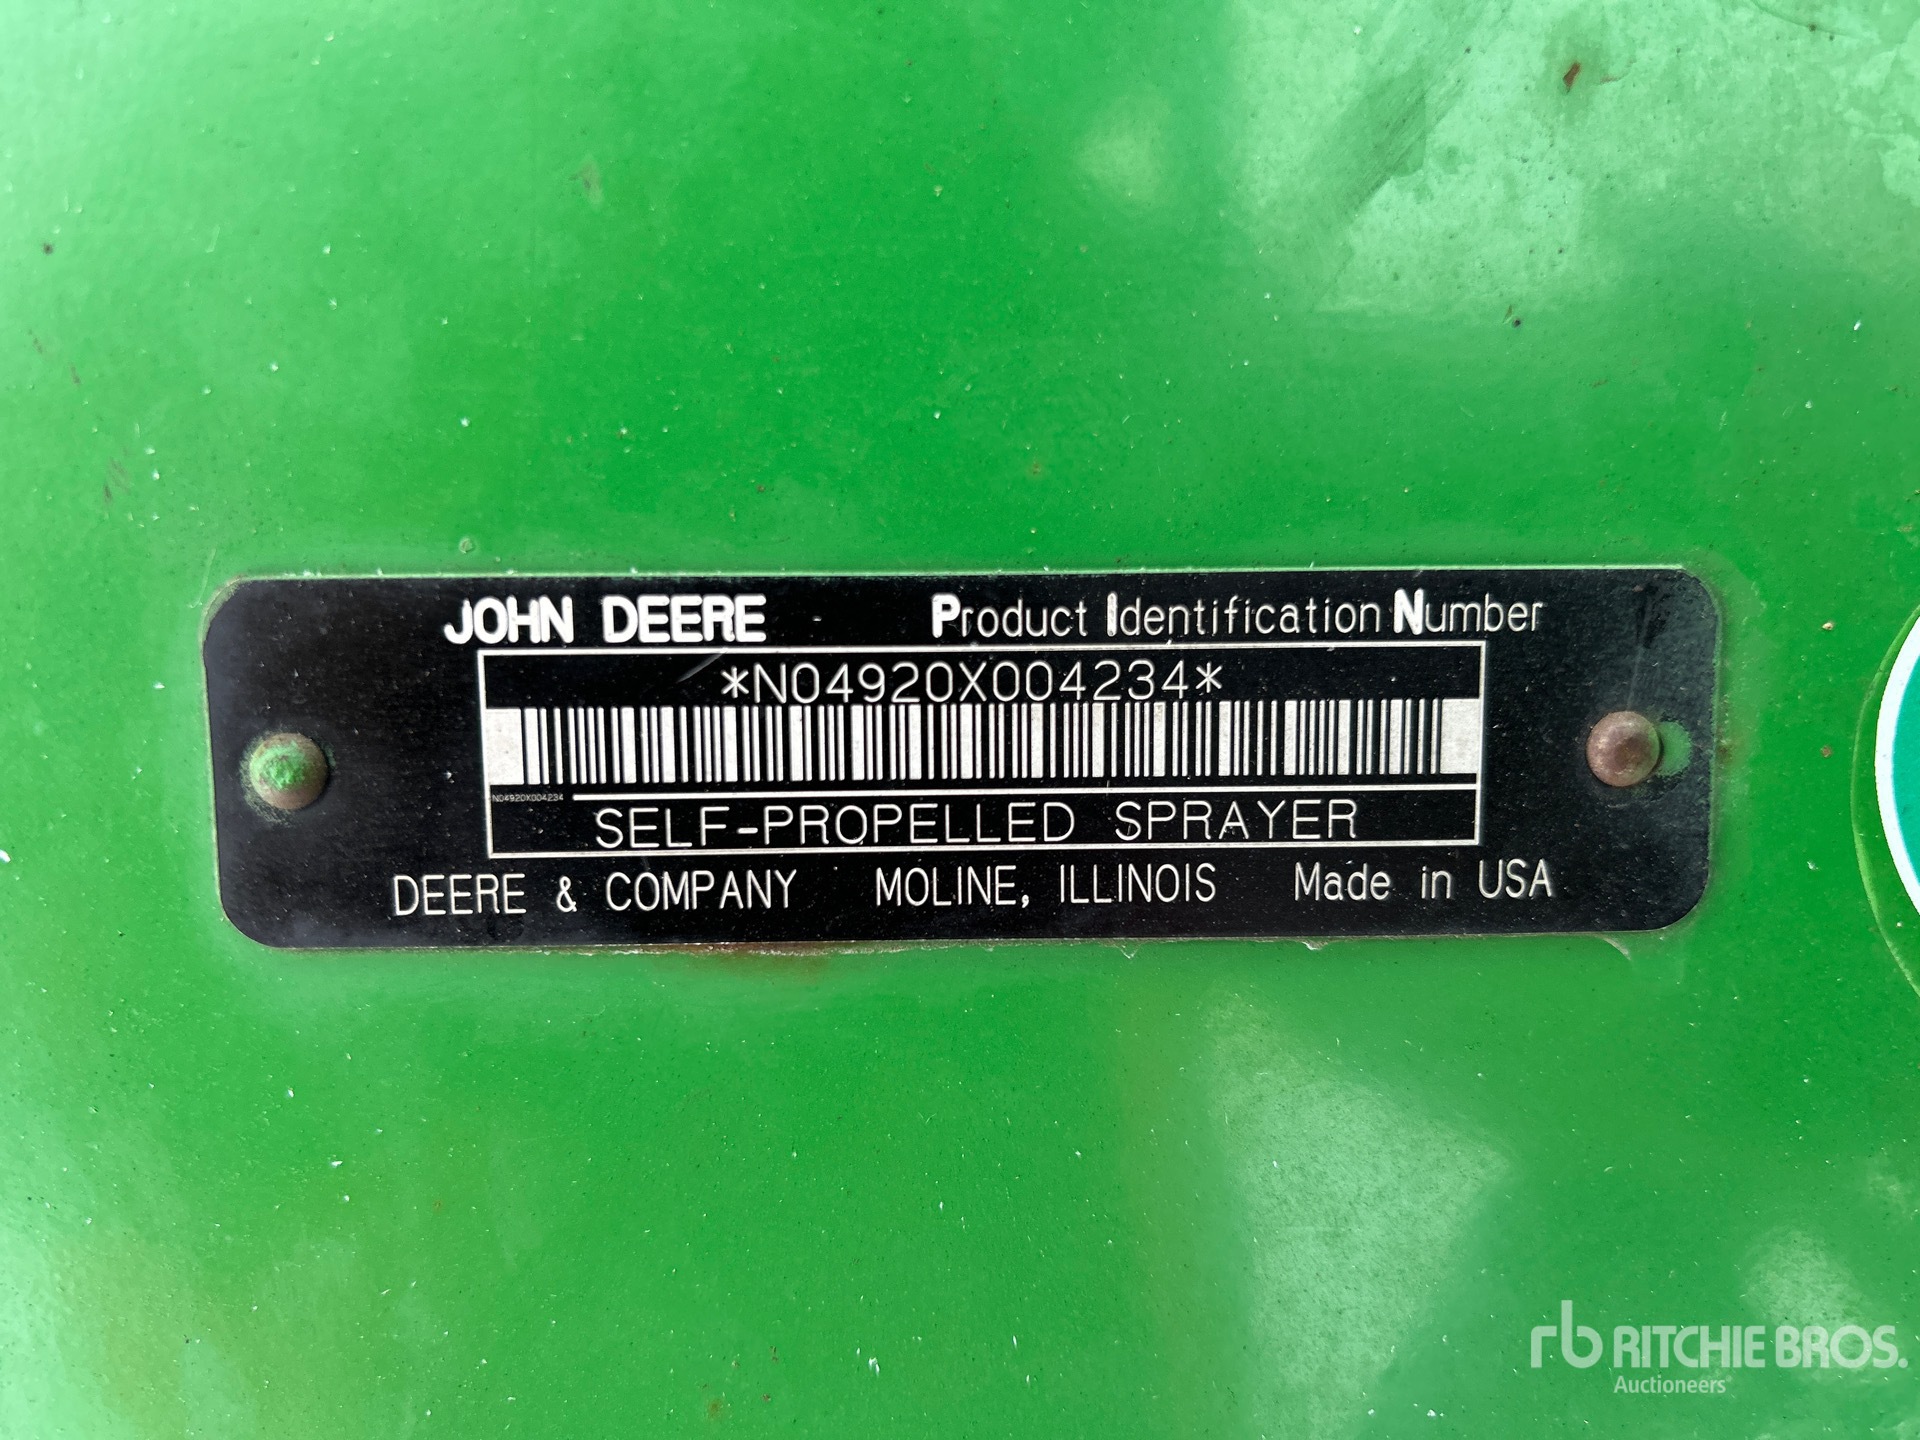 JOHN DEERE Product Identification Number
*N04920X004234*
N04920X004234
SELF-PROPELLED SPRAYER
DEERE & COMPANY MOLINE, ILLINOIS Made in USA
rb RITCHIE BROS.
Auctioneers